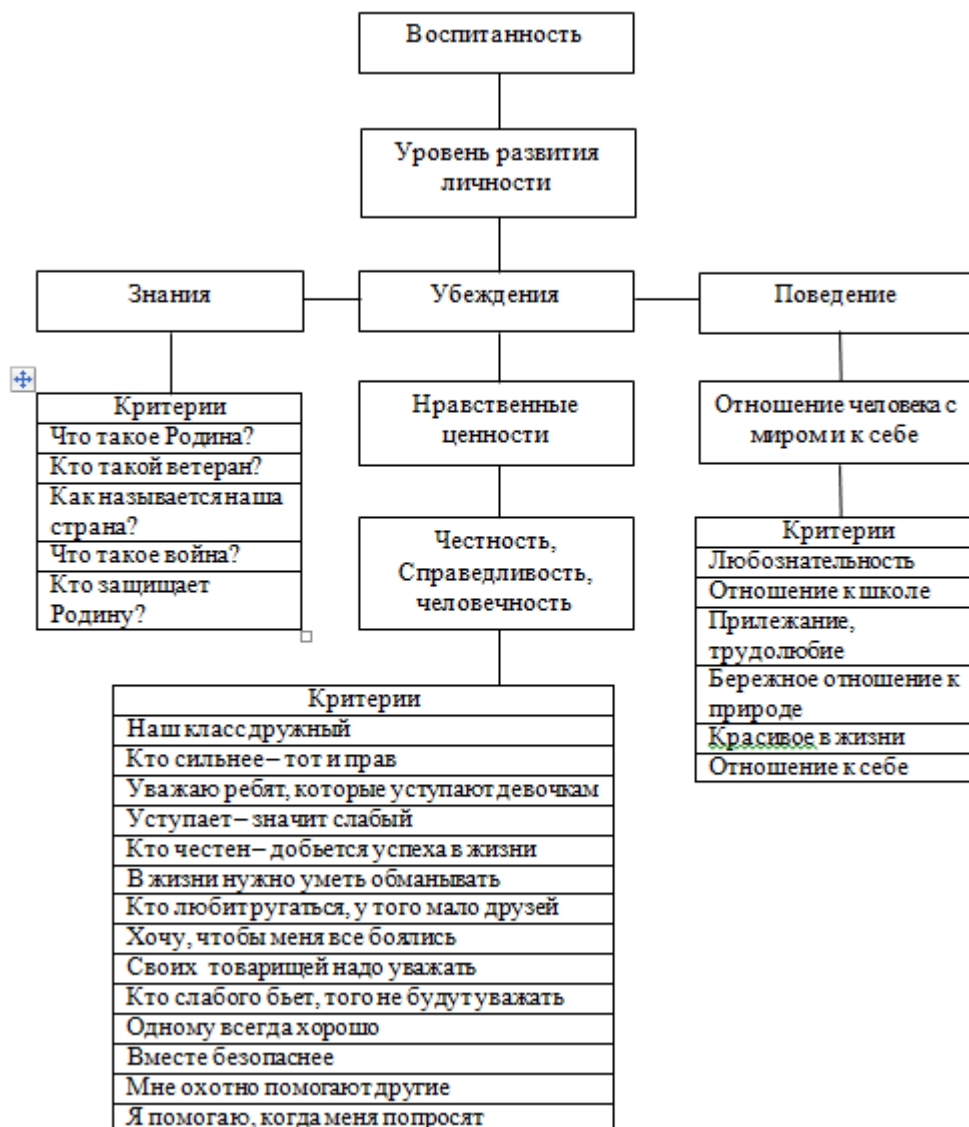 Воспитанность
Уровень развития
личности
Знания
Убеждения
Поведение
Критерии
Что такое Родина?
Кто такой ветеран?
Как называется наша
страна?
Что такое война?
Кто защищает
Родину?
Нравственные
ценности
Честность,
Справедливость,
человечность
Отношение человека с
миром и к себе
Критерии
Любознательность
Отношение к школе
Прилежание,
трудолюбие
Бережное отношение к
природе
Красивое в жизни
Отношение к себе
Критерии
Наш класс дружный
Кто сильнее – тот и прав
Уважаю ребят, которые уступают девочкам
Уступает – значит слабый
Кто честен – добьется успеха в жизни
В жизни нужно уметь обманывать
Кто любит ругаться, у того мало друзей
Хочу, чтобы меня все боялись
Своих товарищей надо уважать
Кто слабого бьет, того не будут уважать
Одному всегда хорошо
Вместе безопаснее
Мне охотно помогают другие
Я помогаю, когда меня попросят